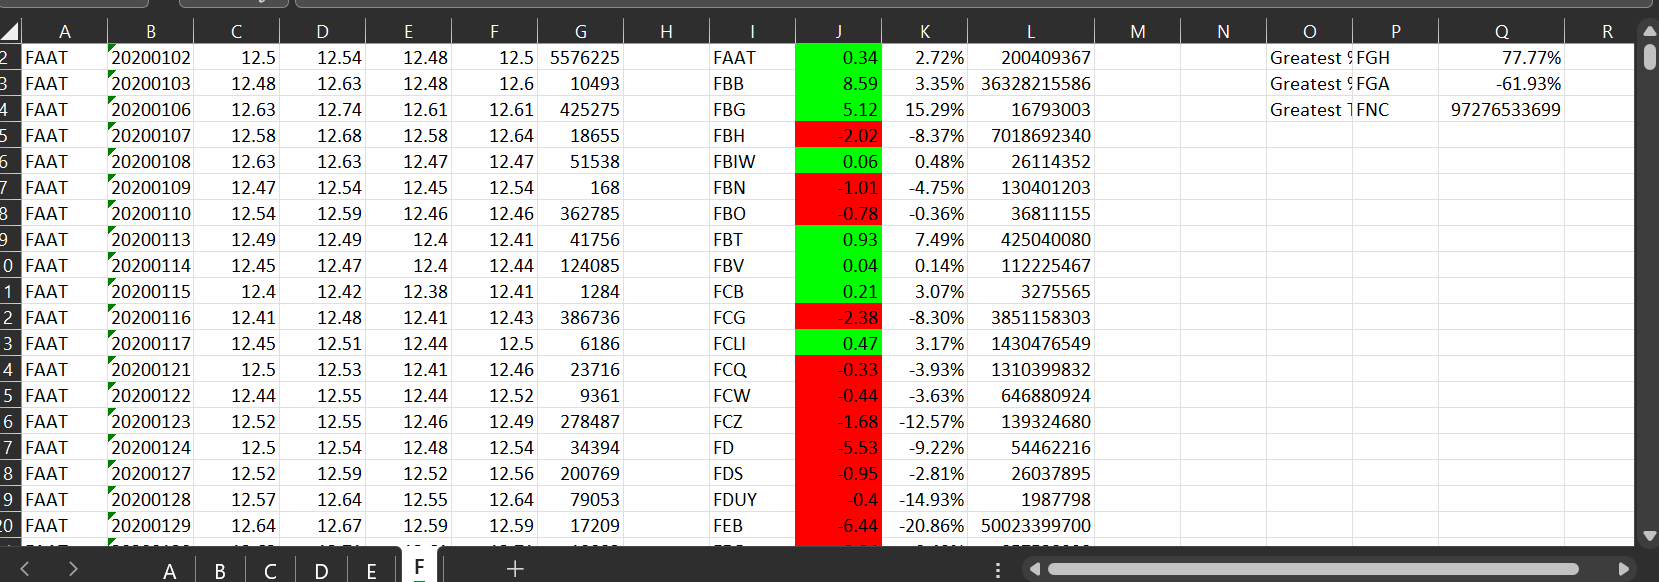 A B C D E F G H I J K L M N O P Q R
2 FAAT 20200102 12.5 12.54 12.48 12.5 5576225 FAAT 0.34 2.72% 200409367 Greatest % FGH 77.77%
3 FAAT 20200103 12.48 12.63 12.48 12.6 10493 FBB 8.59 3.35% 36328215586 Greatest % FGA -61.93%
4 FAAT 20200106 12.63 12.74 12.61 12.61 425275 FBG 5.12 15.29% 16793003 Greatest T FNC 97276533699
5 FAAT 20200107 12.58 12.68 12.58 12.64 18655 FBH -2.02 -8.37% 7018692340
6 FAAT 20200108 12.63 12.63 12.47 12.47 51538 FBIW 0.06 0.48% 26114352
7 FAAT 20200109 12.47 12.54 12.45 12.54 168 FBN -1.01 -4.75% 130401203
8 FAAT 20200110 12.54 12.59 12.46 12.46 362785 FBO -0.78 -0.36% 36811155
9 FAAT 20200113 12.49 12.49 12.4 12.41 41756 FBT 0.93 7.49% 425040080
0 FAAT 20200114 12.45 12.47 12.4 12.44 124085 FBV 0.04 0.14% 112225467
1 FAAT 20200115 12.4 12.42 12.38 12.41 1284 FCB 0.21 3.07% 3275565
2 FAAT 20200116 12.41 12.48 12.41 12.43 386736 FCG -2.38 -8.30% 3851158303
3 FAAT 20200117 12.45 12.51 12.44 12.5 6186 FCLI 0.47 3.17% 1430476549
4 FAAT 20200121 12.5 12.53 12.41 12.46 23716 FCQ -0.33 -3.93% 1310399832
5 FAAT 20200122 12.44 12.55 12.44 12.52 9361 FCW -0.44 -3.63% 646880924
6 FAAT 20200123 12.52 12.55 12.46 12.49 278487 FCZ -1.68 -12.57% 139324680
7 FAAT 20200124 12.5 12.54 12.48 12.54 34394 FD -5.53 -9.22% 54462216
8 FAAT 20200127 12.52 12.59 12.52 12.56 200769 FDS -0.95 -2.81% 26037895
9 FAAT 20200128 12.57 12.64 12.55 12.64 79053 FDUY -0.4 -14.93% 1987798
20 FAAT 20200129 12.64 12.67 12.59 12.59 17209 FEB -6.44 -20.86% 50023399700
A B C D E F